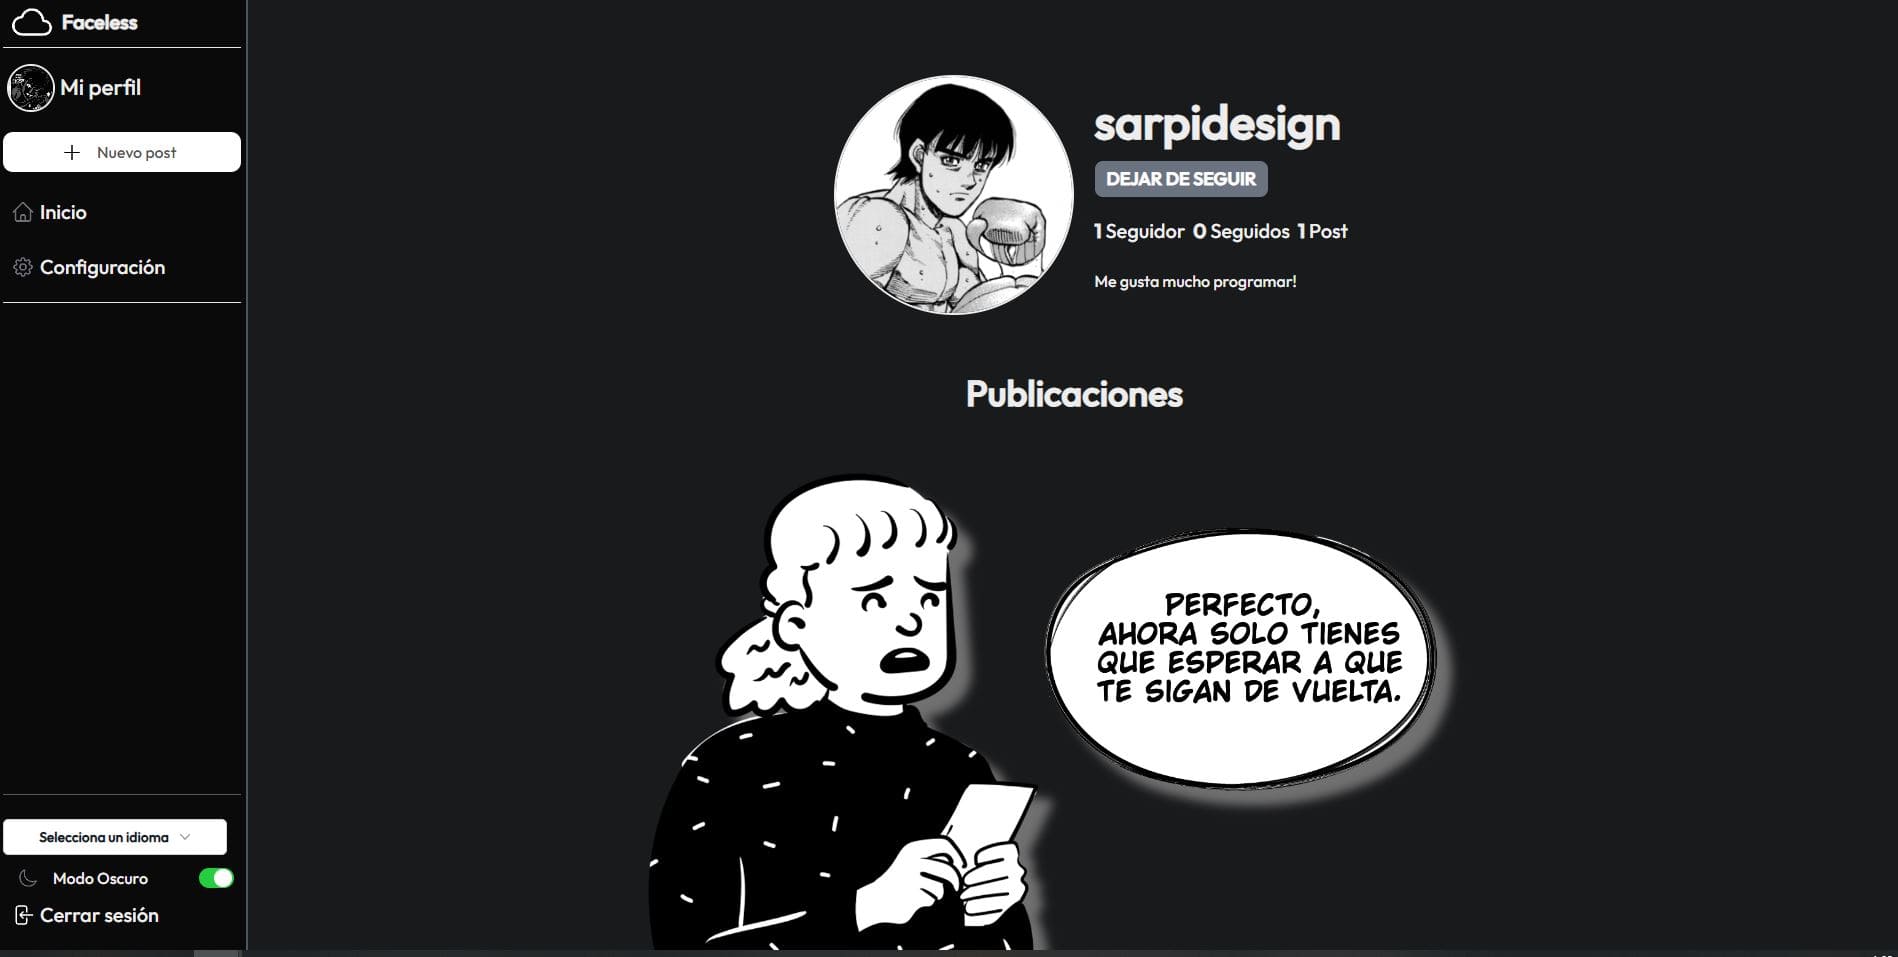 Faceless
Mi perfil
Nuevo post
Inicio
Configuración
Selecciona un idioma
Modo Oscuro
Cerrar sesión
sarpidesign
DEJAR DE SEGUIR
1 Seguidor 0 Seguidos 1 Post
Me gusta mucho programar!
Publicaciones
PERFECTO,
AHORA SOLO TIENES
QUE ESPERAR A QUE
TE SIGAN DE VUELTA.